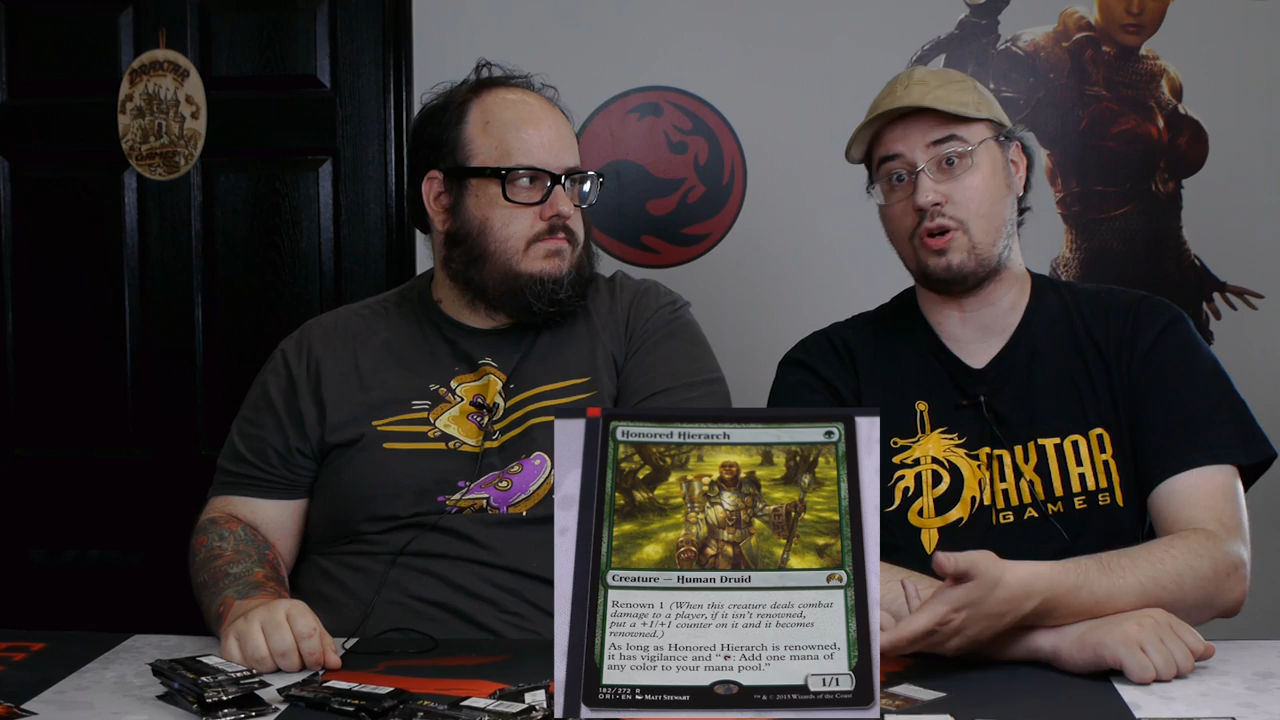 DRAXTAR
GAMES
DRAXTAR
GAMES
Honored Hierarch
Creature — Human Druid
Renown 1 (When this creature deals combat
damage to a player, if it isn't renowned,
put a +1/+1 counter on it and it becomes
renowned.)
As long as Honored Hierarch is renowned,
it has vigilance and ": Add one mana of
any color to your mana pool."
1/1
182/272 R
ORI • EN MATT STEWART
™ & © 2015 Wizards of the Coast